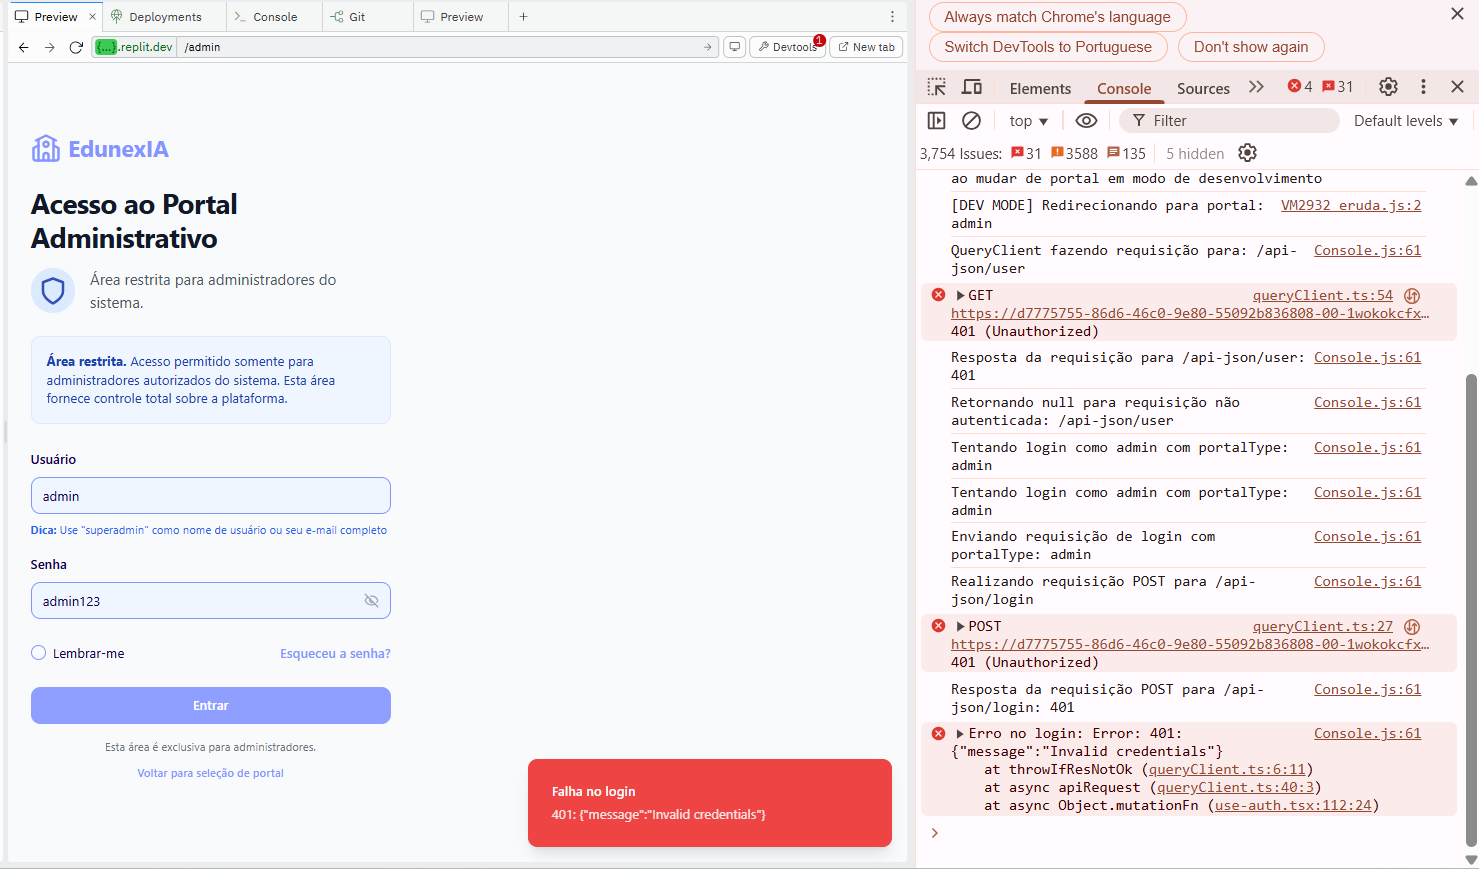 Preview
Deployments
Console
Git
Preview
{...}.replit.dev
/admin
Devtools
1
New tab
EdunexIA
Acesso ao Portal
Administrativo
Área restrita para administradores do
sistema.
Área restrita. Acesso permitido somente para
administradores autorizados do sistema. Esta área
fornece controle total sobre a plataforma.
Usuário
admin
Dica: Use "superadmin" como nome de usuário ou seu e-mail completo
Senha
admin123
Lembrar-me
Esqueceu a senha?
Entrar
Esta área é exclusiva para administradores.
Voltar para seleção de portal
Falha no login
401: {"message":"Invalid credentials"}
Always match Chrome's language
Switch DevTools to Portuguese
Don't show again
Elements
Console
Sources
4
31
top
Filter
Default levels
3,754 Issues:
31
3588
135
5 hidden
ao mudar de portal em modo de desenvolvimento
[DEV MODE] Redirecionando para portal: VM2932 eruda.js:2
admin
QueryClient fazendo requisição para: /api- Console.js:61
json/user
GET queryClient.ts:54
https://d7775755-86d6-46c0-9e80-55092b836808-00-1wokokcfx…
401 (Unauthorized)
Resposta da requisição para /api-json/user: Console.js:61
401
Retornando null para requisição não Console.js:61
autenticada: /api-json/user
Tentando login como admin com portalType: Console.js:61
admin
Tentando login como admin com portalType: Console.js:61
admin
Enviando requisição de login com Console.js:61
portalType: admin
Realizando requisição POST para /api- Console.js:61
json/login
POST queryClient.ts:27
https://d7775755-86d6-46c0-9e80-55092b836808-00-1wokokcfx…
401 (Unauthorized)
Resposta da requisição POST para /api- Console.js:61
json/login: 401
Erro no login: Error: 401: Console.js:61
{"message":"Invalid credentials"}
at throwIfResNotOk (queryClient.ts:6:11)
at async apiRequest (queryClient.ts:40:3)
at async Object.mutationFn (use-auth.tsx:112:24)